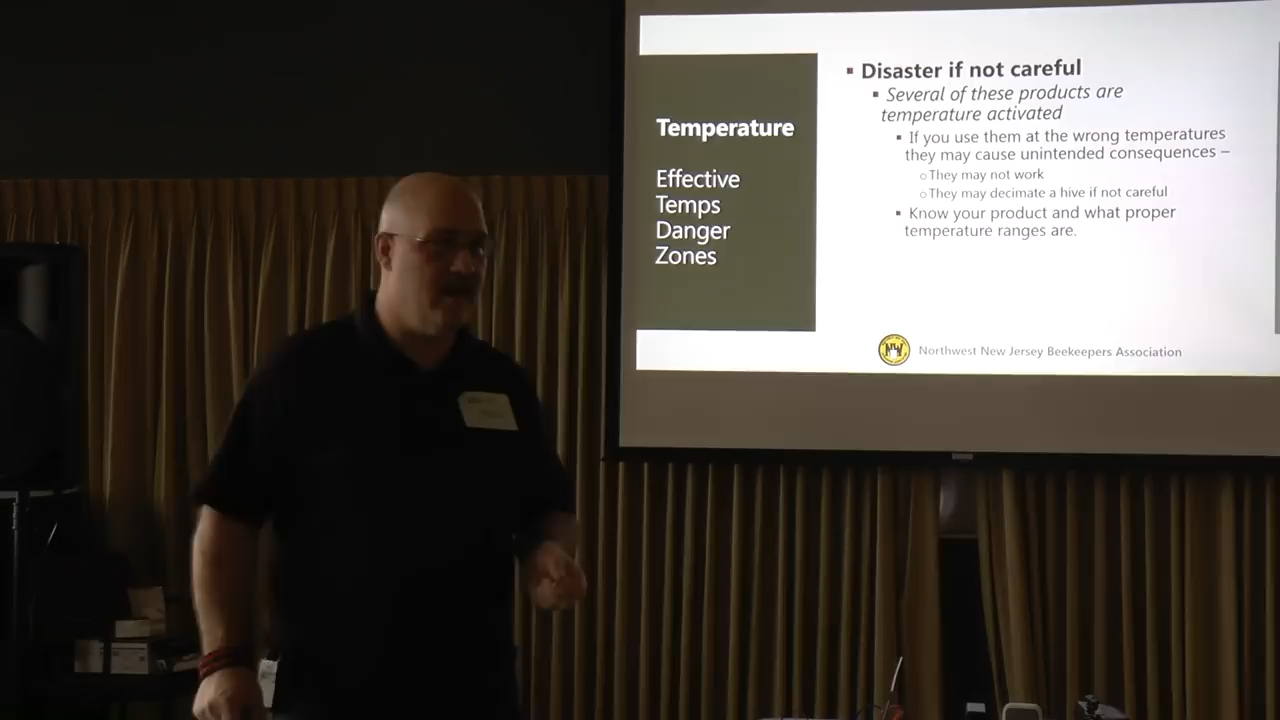 Temperature
Effective
Temps
Danger
Zones
Disaster if not careful
Several of these products are
temperature activated
If you use them at the wrong temperatures
they may cause unintended consequences –
They may not work
They may decimate a hive if not careful
Know your product and what proper
temperature ranges are.
NW
Northwest New Jersey Beekeepers Association